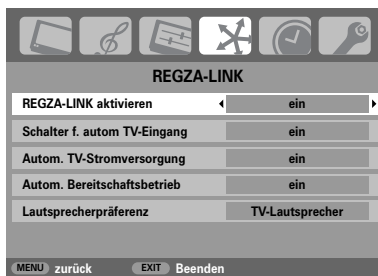 REGZA-LINK
REGZA-LINK aktivieren ein
Schalter f. autom TV-Eingang ein
Autom. TV-Stromversorgung ein
Autom. Bereitschaftsbetrieb ein
Lautsprecherpräferenz TV-Lautsprecher
MENU zurück EXIT Beenden